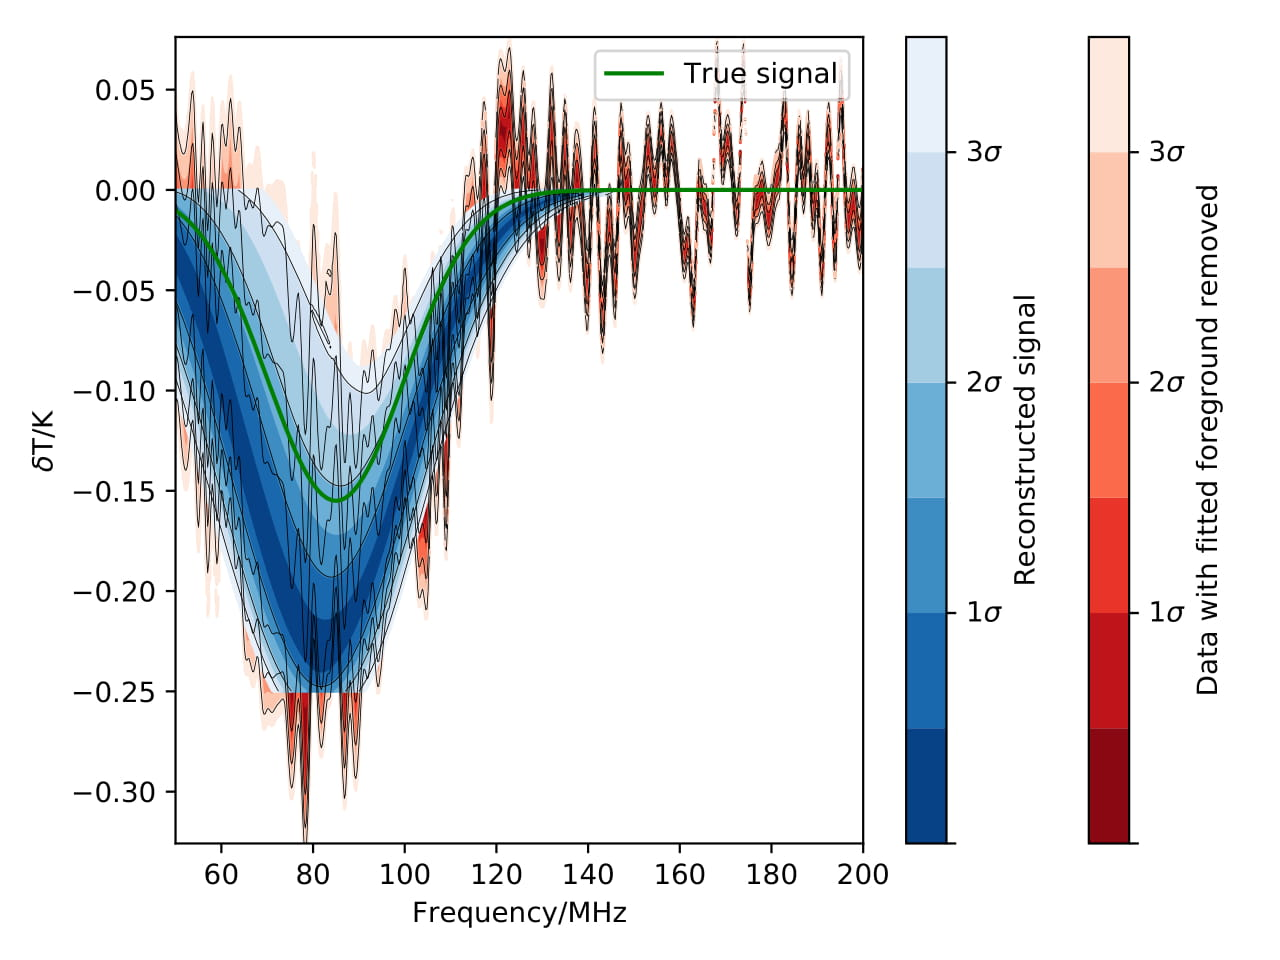 True signal
0.05
0.00
−0.05
−0.10
−0.15
−0.20
−0.25
−0.30
δT/K
60 80 100 120 140 160 180 200
Frequency/MHz
3σ
2σ
1σ
Reconstructed signal
3σ
2σ
1σ
Data with fitted foreground removed